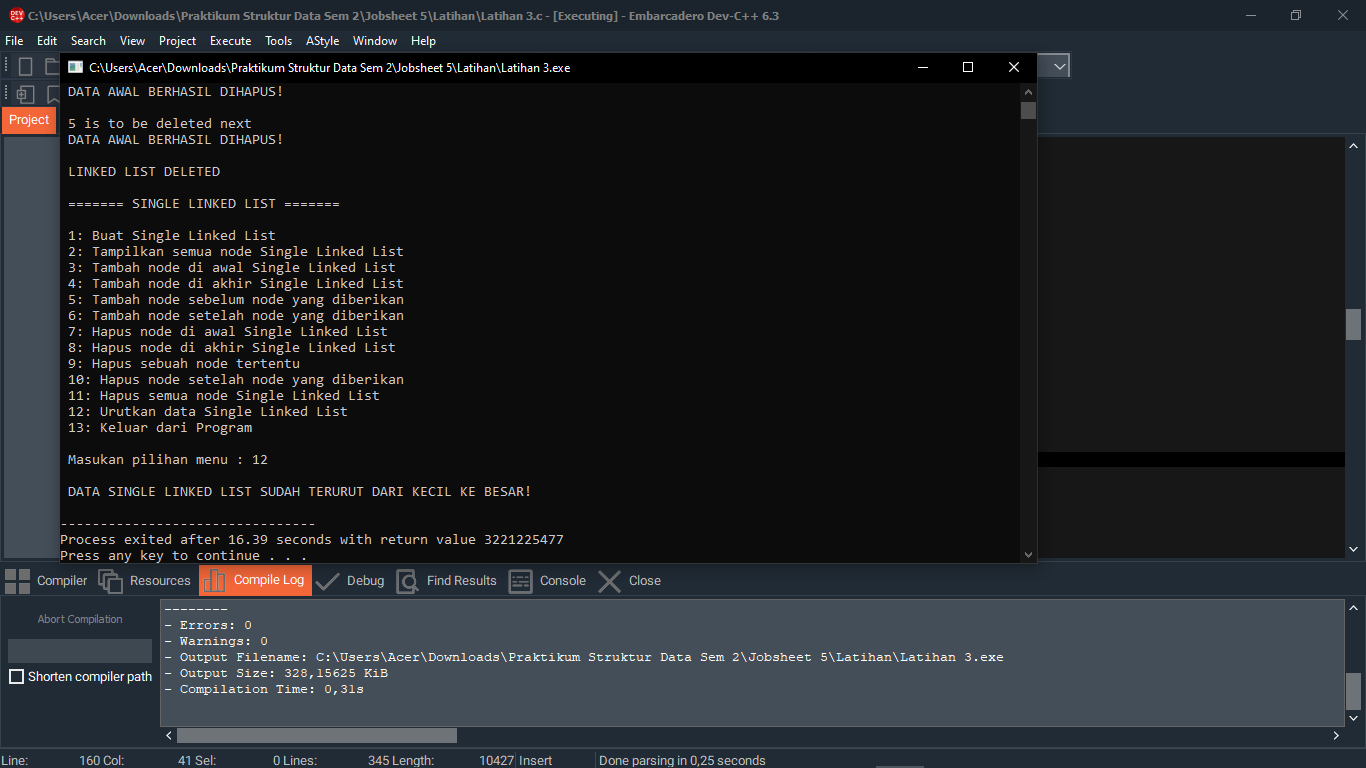 C:\Users\Acer\Downloads\Praktikum Struktur Data Sem 2\Jobsheet 5\Latihan\Latihan 3.c - [Executing] - Embarcadero Dev-C++ 6.3
File Edit Search View Project Execute Tools AStyle Window Help
C:\Users\Acer\Downloads\Praktikum Struktur Data Sem 2\Jobsheet 5\Latihan\Latihan 3.exe
Project
DATA AWAL BERHASIL DIHAPUS!
5 is to be deleted next
DATA AWAL BERHASIL DIHAPUS!
LINKED LIST DELETED
======= SINGLE LINKED LIST =======
1: Buat Single Linked List
2: Tampilkan semua node Single Linked List
3: Tambah node di awal Single Linked List
4: Tambah node di akhir Single Linked List
5: Tambah node sebelum node yang diberikan
6: Tambah node setelah node yang diberikan
7: Hapus node di awal Single Linked List
8: Hapus node di akhir Single Linked List
9: Hapus sebuah node tertentu
10: Hapus node setelah node yang diberikan
11: Hapus semua node Single Linked List
12: Urutkan data Single Linked List
13: Keluar dari Program
Masukan pilihan menu : 12
DATA SINGLE LINKED LIST SUDAH TERURUT DARI KECIL KE BESAR!
--------------------------------
Process exited after 16.39 seconds with return value 3221225477
Press any key to continue . . .
Compiler Resources Compile Log Debug Find Results Console Close
Abort Compilation
Shorten compiler path
--------
- Errors: 0
- Warnings: 0
- Output Filename: C:\Users\Acer\Downloads\Praktikum Struktur Data Sem 2\Jobsheet 5\Latihan\Latihan 3.exe
- Output Size: 328,15625 KiB
- Compilation Time: 0,31s
Line: 160 Col: 41 Sel: 0 Lines: 345 Length: 10427 Insert Done parsing in 0,25 seconds